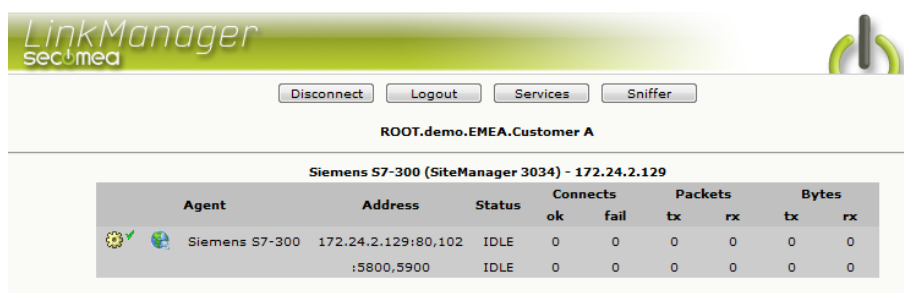 LinkManager
secomea
Disconnect Logout Services Sniffer
ROOT.demo.EMEA.Customer A
Siemens S7-300 (SiteManager 3034) - 172.24.2.129
Agent Address Status Connects Packets Bytes
ok fail tx rx tx rx
Siemens S7-300 172.24.2.129:80,102 IDLE 0 0 0 0 0 0
:5800,5900 IDLE 0 0 0 0 0 0